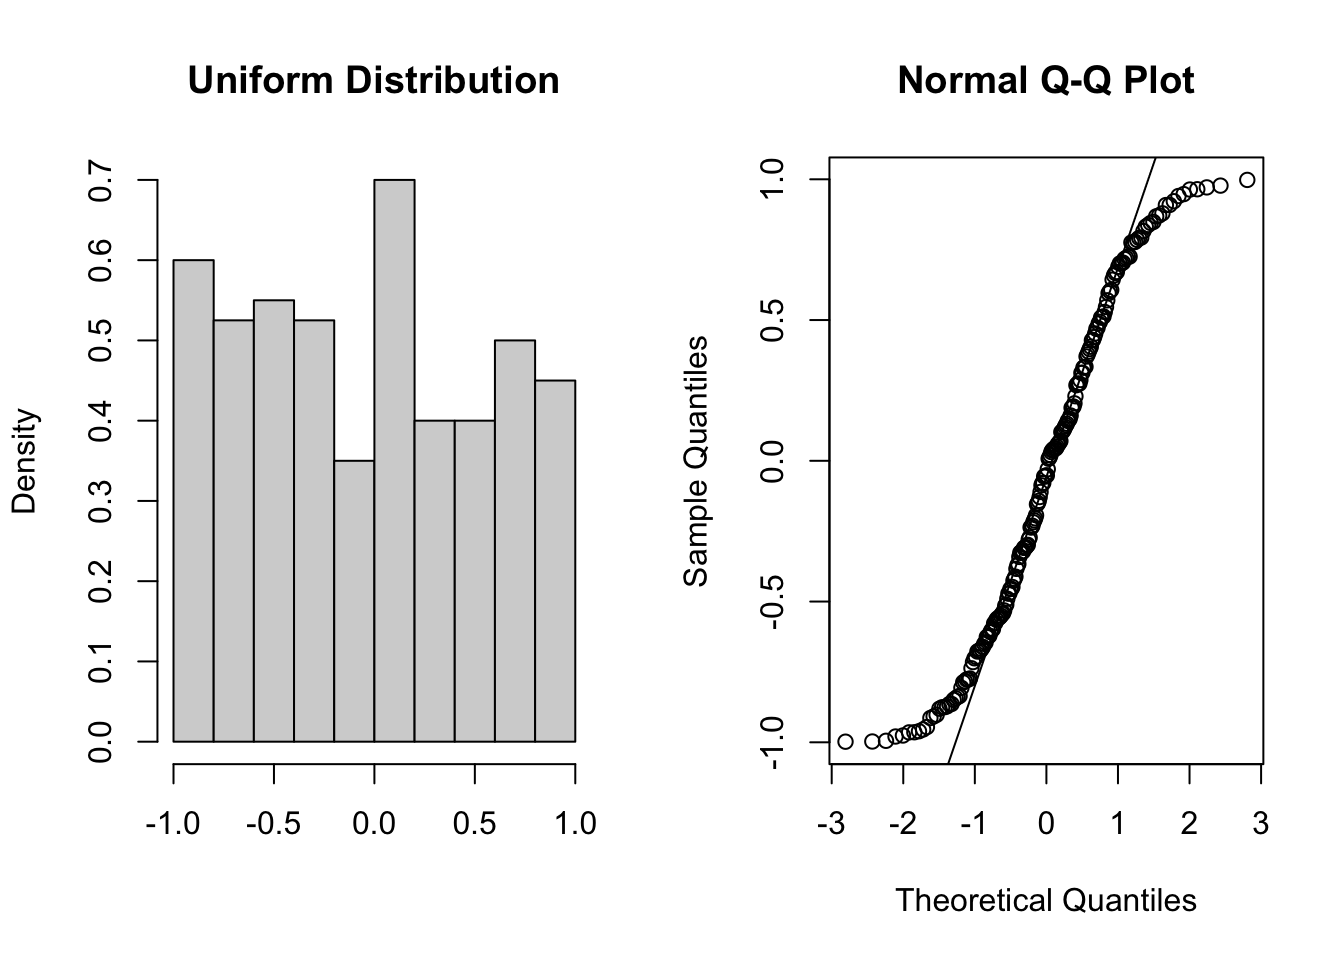 Uniform Distribution
Density
0.0 0.1 0.2 0.3 0.4 0.5 0.6 0.7
-1.0 -0.5 0.0 0.5 1.0
Normal Q-Q Plot
Sample Quantiles
-1.0 -0.5 0.0 0.5 1.0
-3 -2 -1 0 1 2 3
Theoretical Quantiles